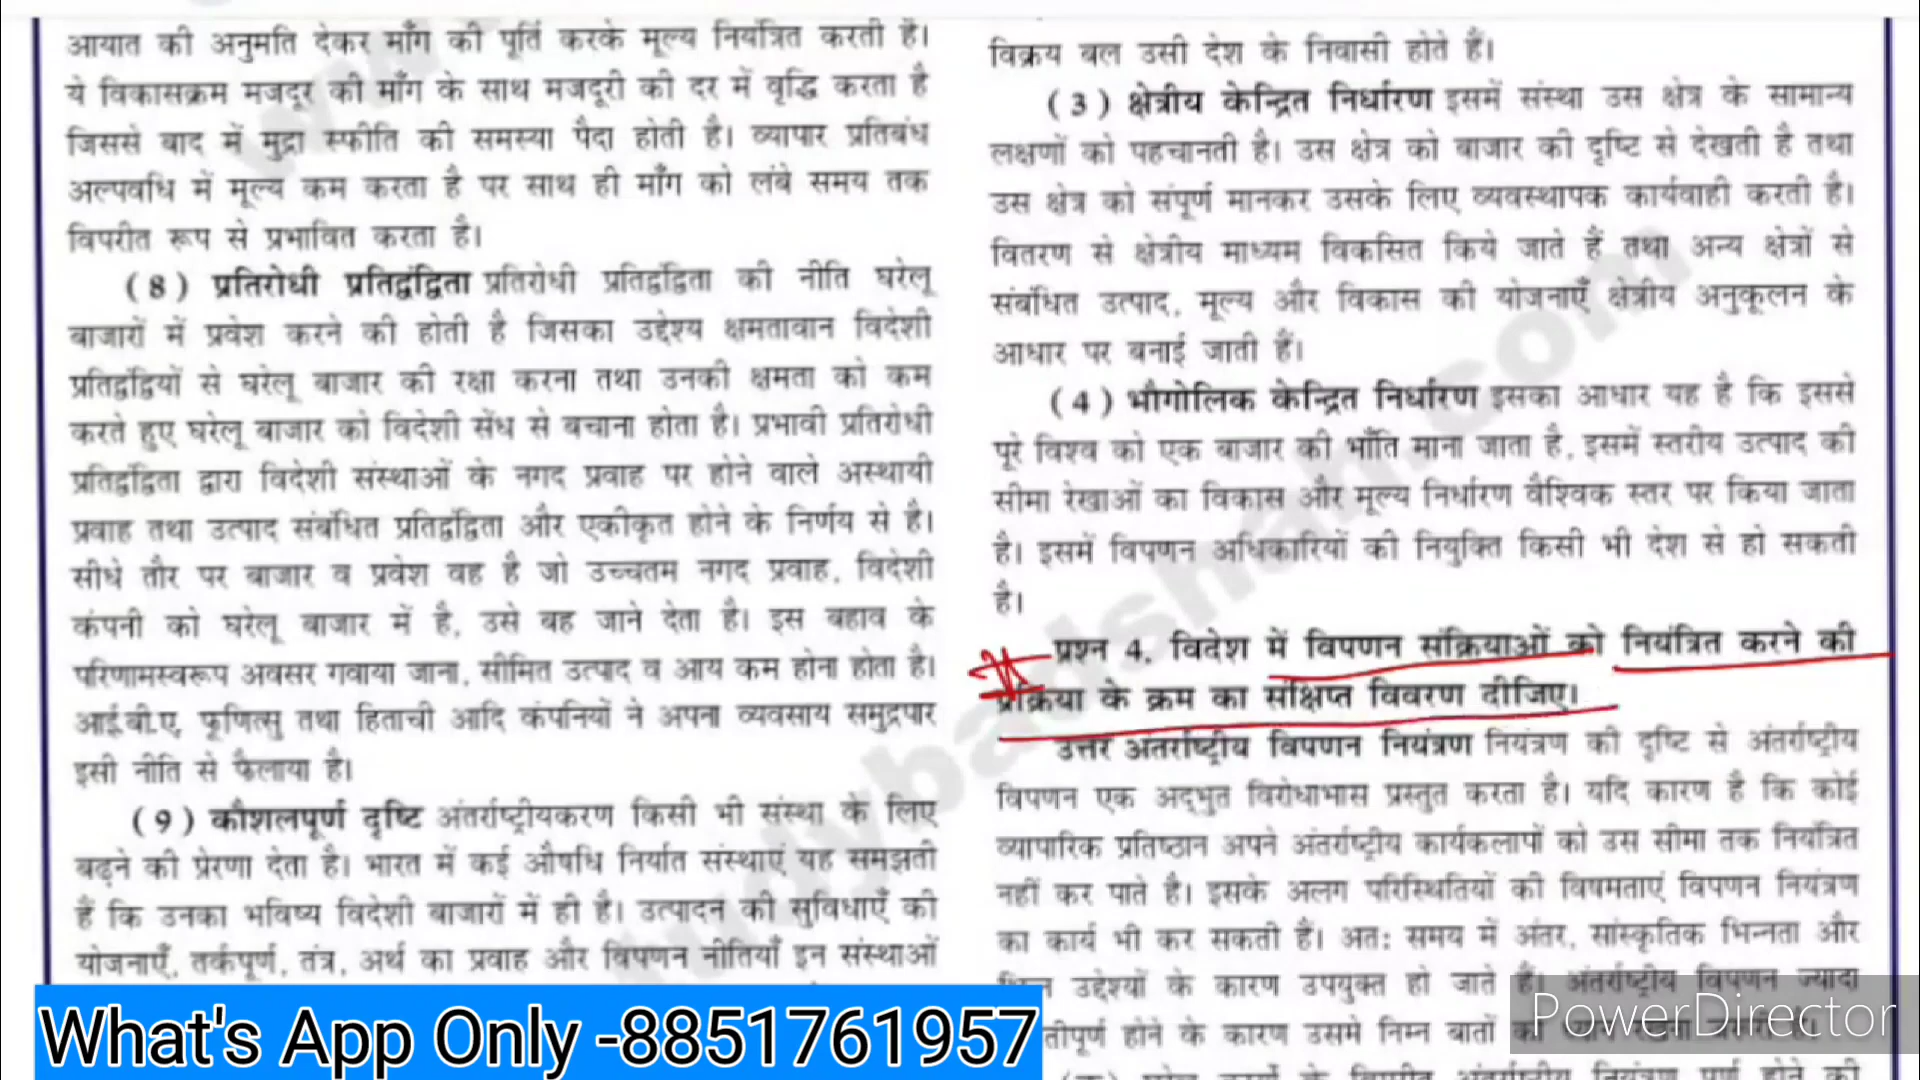 आयात की अनुमति देकर माँग की पूर्ति करके मूल्य नियंत्रित करती है।
ये विकासक्रम मजदूर की माँग के साथ मजदूरी की दर में वृद्धि करता है
जिससे बाद में मुद्रा स्फीति की समस्या पैदा होती है। व्यापार प्रतिबंध
अल्पवधि में मूल्य कम करता है पर साथ ही माँग को लंबे समय तक
विपरीत रूप से प्रभावित करता है।
(8) प्रतिरोधी प्रतिद्वंद्विता प्रतिरोधी प्रतिद्वंद्विता की नीति घरेलू
बाजारों में प्रवेश करने की होती है जिसका उद्देश्य क्षमतावान विदेशी
प्रतिद्वंद्वियों से घरेलू बाजार की रक्षा करना तथा उनकी क्षमता को कम
करते हुए घरेलू बाजार को विदेशी सेंध से बचाना होता है। प्रभावी प्रतिरोधी
प्रतिद्वंद्विता द्वारा विदेशी संस्थाओं के नगद प्रवाह पर होने वाले अस्थायी
प्रवाह तथा उत्पाद संबंधित प्रतिद्वंद्विता और एकीकृत होने के निर्णय से है।
सीधे तौर पर बाजार व प्रवेश वह है जो उच्चतम नगद प्रवाह, विदेशी
कंपनी को घरेलू बाजार में है, उसे बह जाने देता है। इस बहाव के
परिणामस्वरूप अवसर गवाया जाना, सीमित उत्पाद व आय कम होना होता है।
आई.बी.ए, फूणित्सु तथा हिताची आदि कंपनियों ने अपना व्यवसाय समुद्रपार
इसी नीति से फैलाया है।
(9) कौशलपूर्ण दृष्टि अंतर्राष्ट्रीयकरण किसी भी संस्था के लिए
बढ़ने की प्रेरणा देता है। भारत में कई औषधि निर्यात संस्थाएं यह समझती
हैं कि उनका भविष्य विदेशी बाजारों में ही है। उत्पादन की सुविधाएँ की
योजनाएँ, तर्कपूर्ण, तंत्र, अर्थ का प्रवाह और विपणन नीतियाँ इन संस्थाओं
What's App Only -8851761957
विक्रय बल उसी देश के निवासी होते हैं।
(3) क्षेत्रीय केन्द्रित निर्धारण इसमें संस्था उस क्षेत्र के सामान्य
लक्षणों को पहचानती है। उस क्षेत्र को बाजार की दृष्टि से देखती है तथा
उस क्षेत्र को संपूर्ण मानकर उसके लिए व्यवस्थापक कार्यवाही करती है।
वितरण से क्षेत्रीय माध्यम विकसित किये जाते हैं तथा अन्य क्षेत्रों से
संबंधित उत्पाद, मूल्य और विकास की योजनाएँ क्षेत्रीय अनुकूलन के
आधार पर बनाई जाती हैं।
(4) भौगोलिक केन्द्रित निर्धारण इसका आधार यह है कि इससे
पूरे विश्व को एक बाजार की भाँति माना जाता है, इसमें स्तरीय उत्पाद की
सीमा रेखाओं का विकास और मूल्य निर्धारण वैश्विक स्तर पर किया जाता
है। इसमें विपणन अधिकारियों की नियुक्ति किसी भी देश से हो सकती
है।
प्रश्न 4. विदेश में विपणन संक्रियाओं को नियंत्रित करने की
प्रक्रिया के क्रम का संक्षिप्त विवरण दीजिए।
उत्तर अंतर्राष्ट्रीय विपणन नियंत्रण नियंत्रण की दृष्टि से अंतर्राष्ट्रीय
विपणन एक अद्भुत विरोधाभास प्रस्तुत करता है। यदि कारण है कि कोई
व्यापारिक प्रतिष्ठान अपने अंतर्राष्ट्रीय कार्यकलापों को उस सीमा तक नियंत्रित
नहीं कर पाते है। इसके अलग परिस्थितियों की विषमताएं विपणन नियंत्रण
का कार्य भी कर सकती हैं। अतः समय में अंतर, सांस्कृतिक भिन्नता और
उद्देश्यों के कारण उपयुक्त हो जाते हैं। अंतर्राष्ट्रीय विपणन ज्यादा
होने के कारण उसमे निम्न बातों
PowerDirector
studybadshah.com